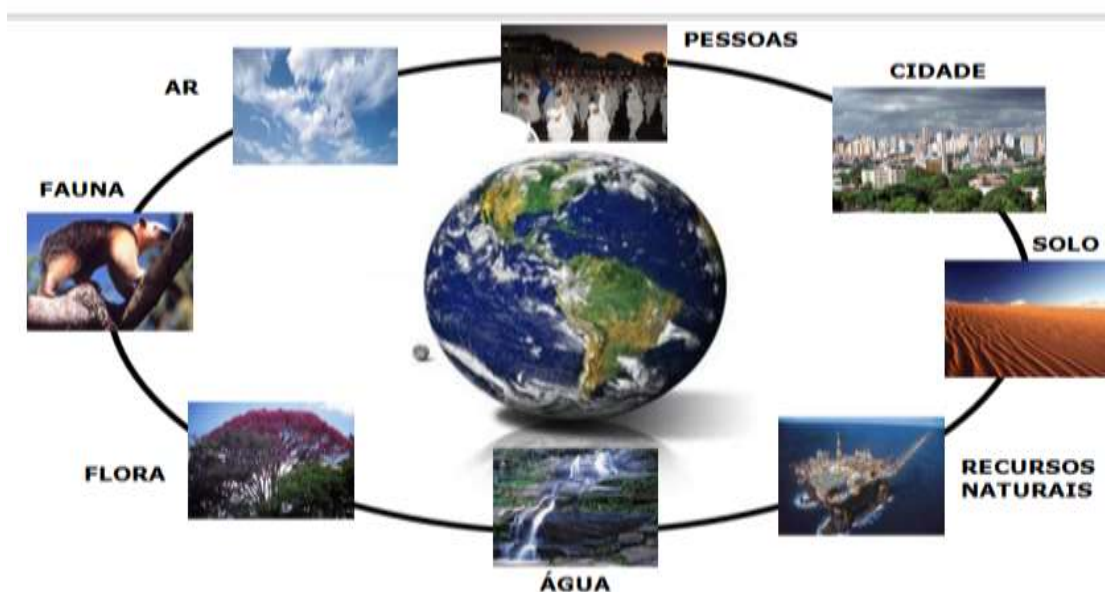 PESSOAS
CIDADE
AR
FAUNA
SOLO
FLORA
RECURSOS
NATURAIS
ÁGUA